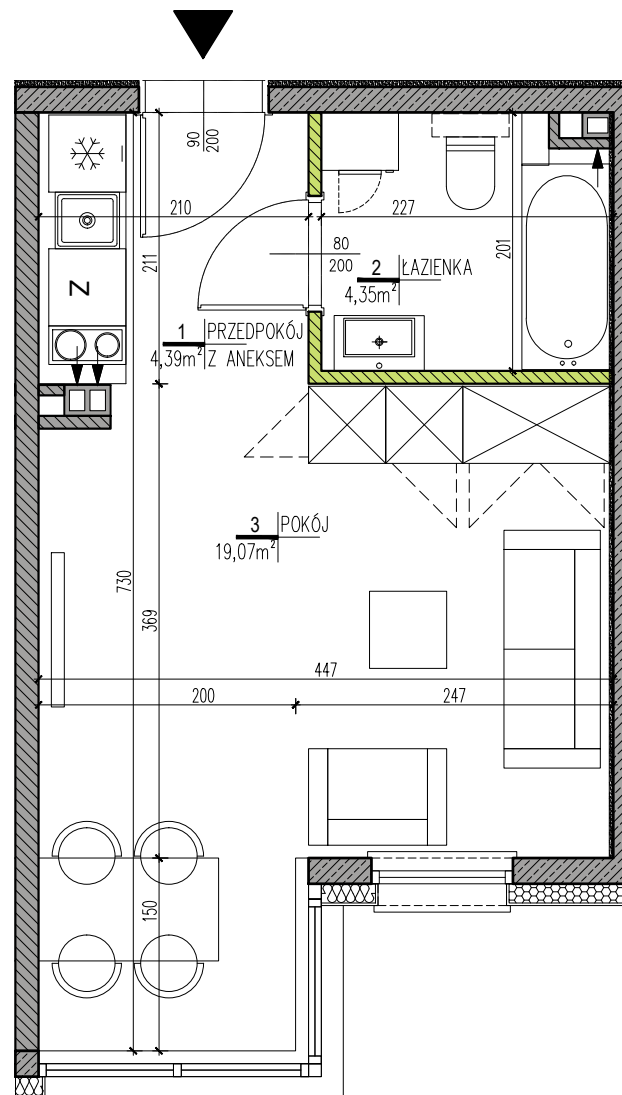 90
200
210
227
211
201
80
200
2 ŁAZIENKA
4,35m²
Z
1 PRZEDPOKÓJ
4,39m² Z ANEKSEM
3 POKÓJ
19,07m²
730
369
447
200
247
150